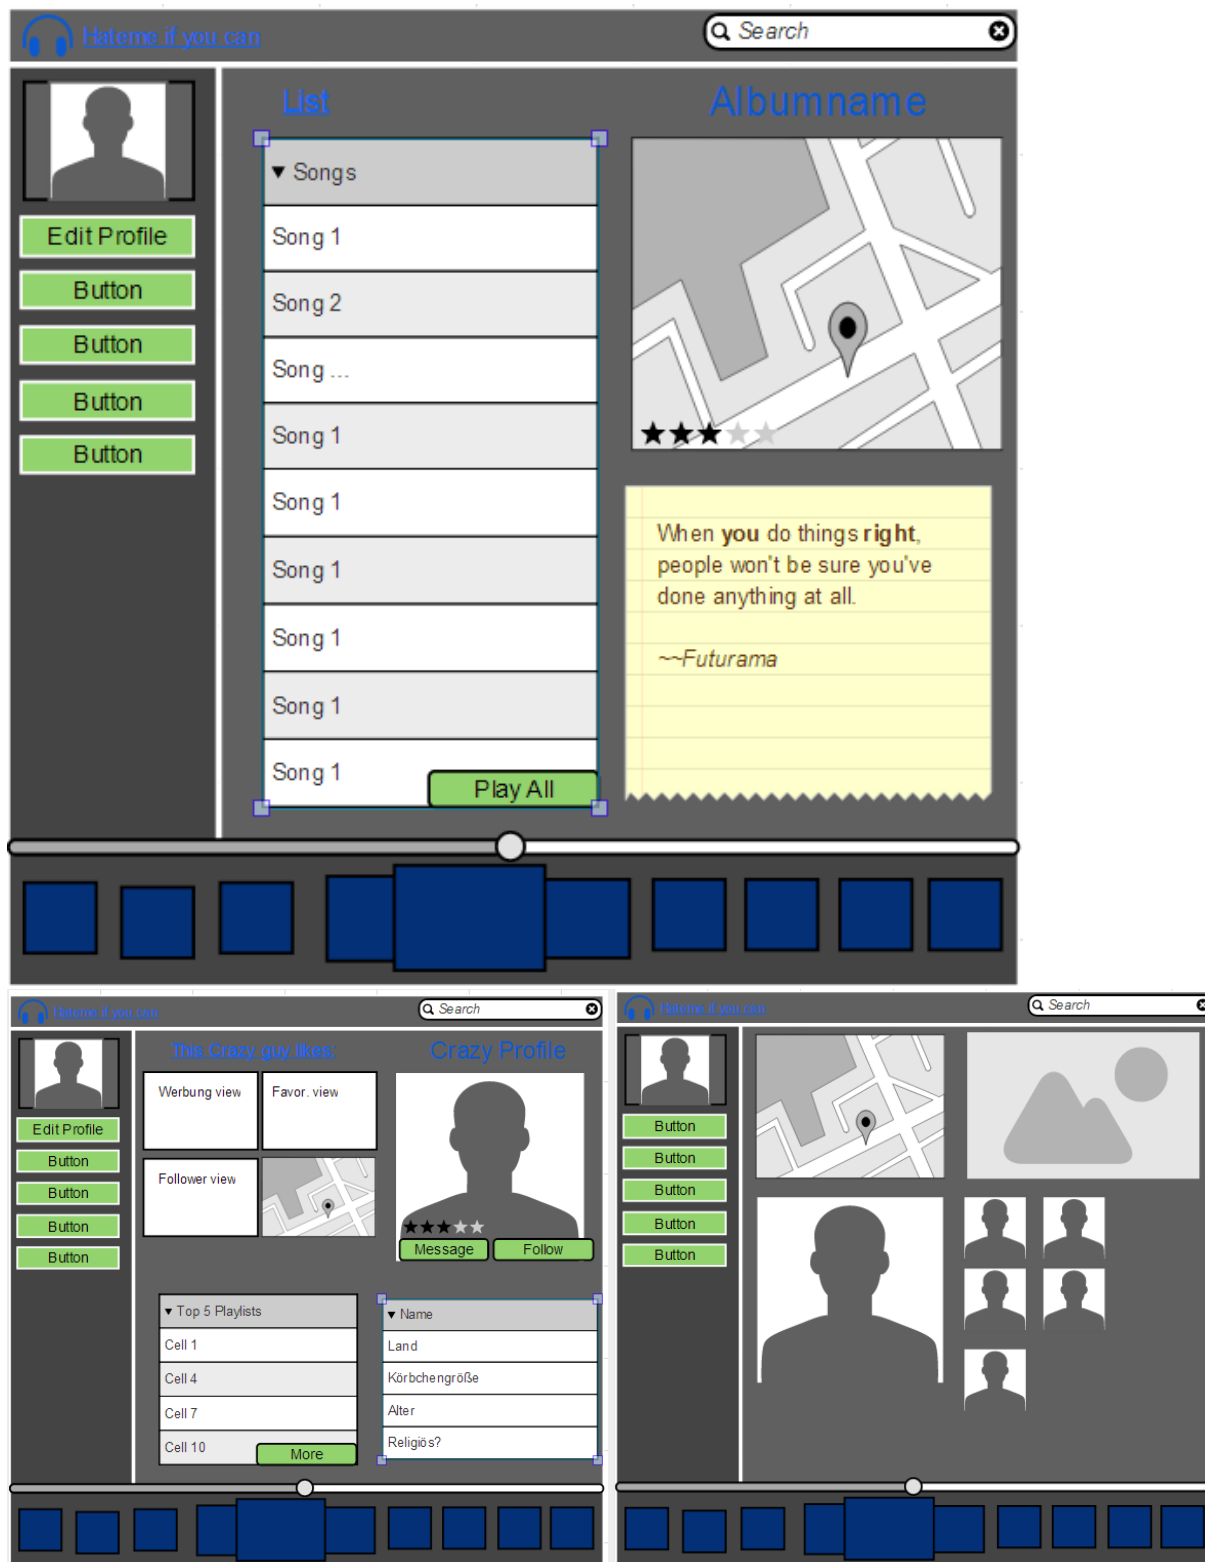 Hateme if you can
Search
List
Albumname
Edit Profile
Button
Button
Button
Button
Songs
Song 1
Song 2
Song ...
Song 1
Song 1
Song 1
Song 1
Song 1
Song 1
Play All
When you do things right,
people won't be sure you've
done anything at all.
~~Futurama
Hateme if you can
Search
This Crazy guy likes:
Crazy Profile
Edit Profile
Button
Button
Button
Button
Werbung view
Favor. view
Follower view
Message
Follow
Top 5 Playlists
Cell 1
Cell 4
Cell 7
Cell 10
More
Name
Land
Körbchengröße
Alter
Religiös?
Hateme if you can
Search
Button
Button
Button
Button
Button